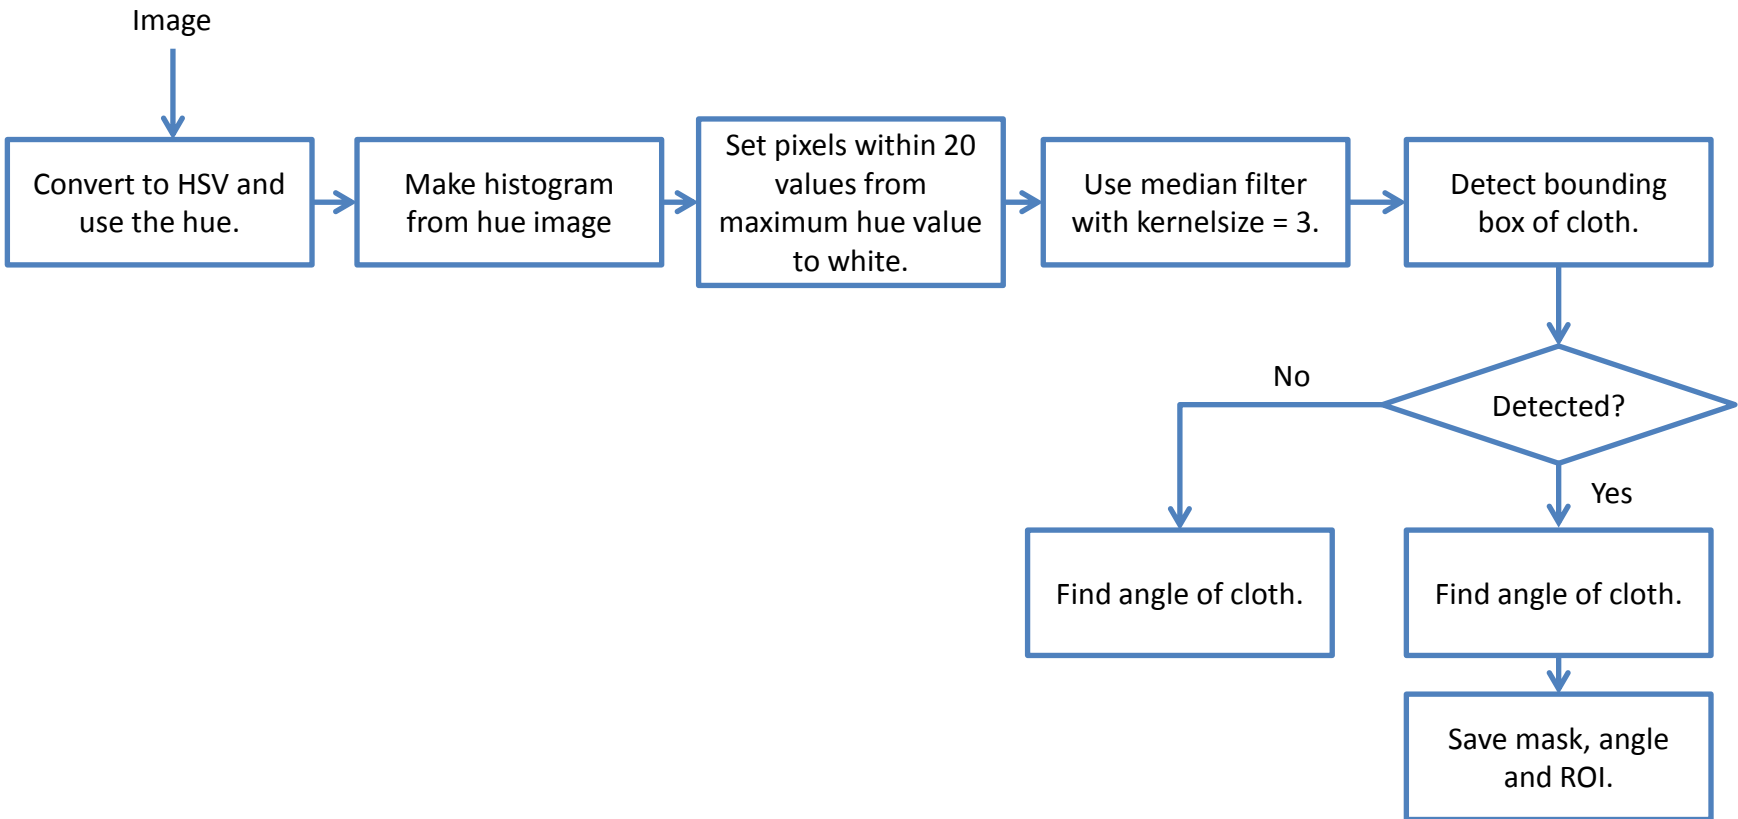 Image
Convert to HSV and
use the hue.
Make histogram
from hue image
Set pixels within 20
values from
maximum hue value
to white.
Use median filter
with kernelsize = 3.
Detect bounding
box of cloth.
Detected?
No
Yes
Find angle of cloth.
Find angle of cloth.
Save mask, angle
and ROI.